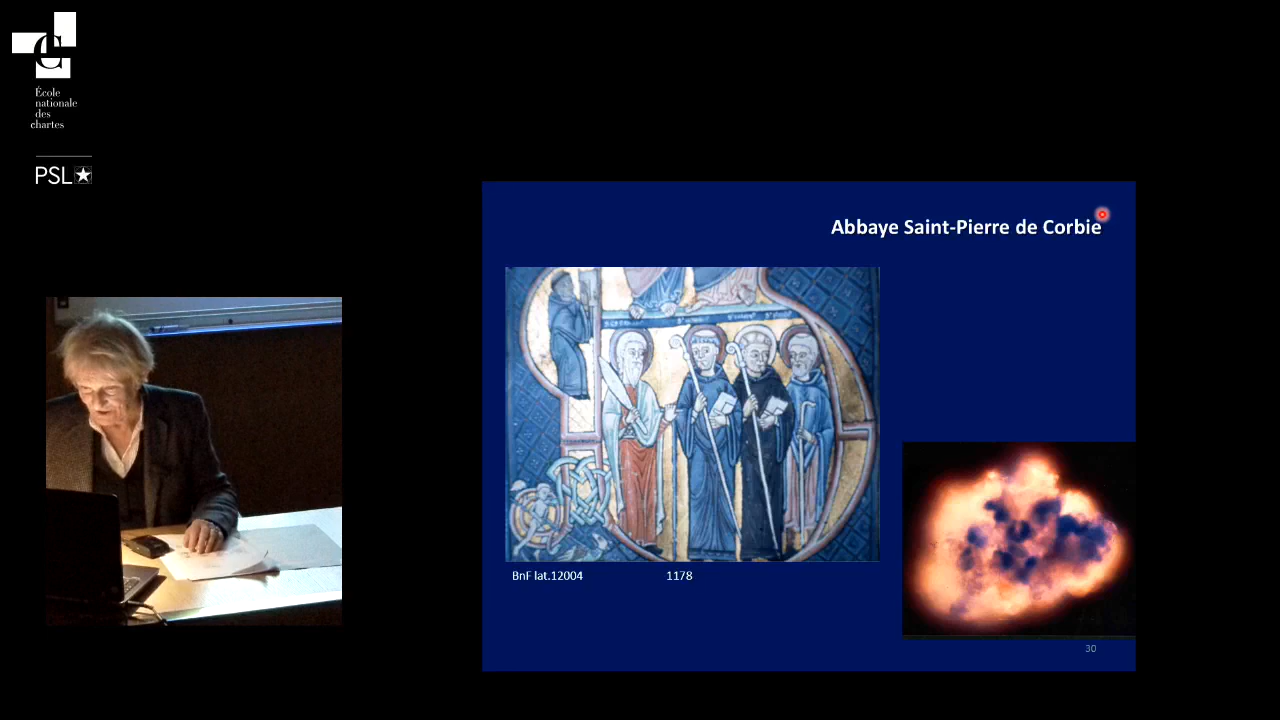 École
nationale
des
chartes
PSL
Abbaye Saint-Pierre de Corbie
BnF lat.12004
1178
30